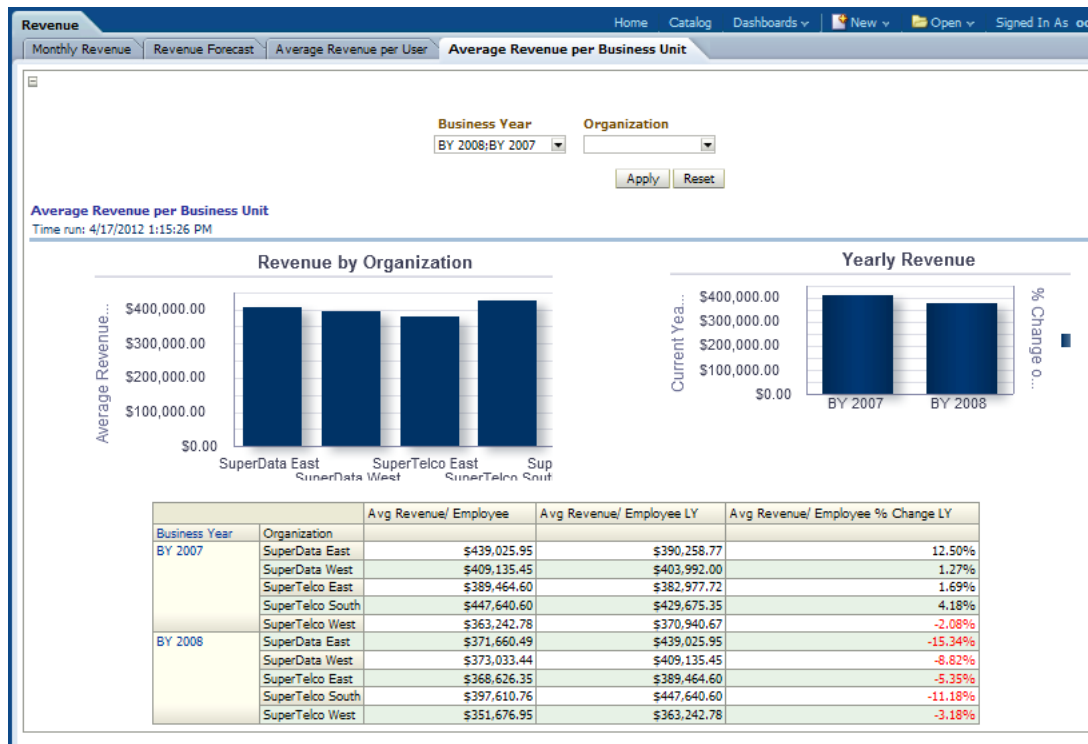 Revenue
Home Catalog Dashboards New Open Signed In As
Monthly Revenue Revenue Forecast Average Revenue per User Average Revenue per Business Unit
Business Year Organization
BY 2008;BY 2007
Apply Reset
Average Revenue per Business Unit
Time run: 4/17/2012 1:15:26 PM
Revenue by Organization
Average Revenue...
$400,000.00
$300,000.00
$200,000.00
$100,000.00
$0.00
SuperData East SuperTelco East Sup
SuperData West SuperTelco Sout
Yearly Revenue
Current Yea...
$400,000.00
$300,000.00
$200,000.00
$100,000.00
$0.00
BY 2007 BY 2008
% Change o...
Avg Revenue/ Employee Avg Revenue/ Employee LY Avg Revenue/ Employee % Change LY
Business Year Organization
BY 2007 SuperData East $439,025.95 $390,258.77 12.50%
SuperData West $409,135.45 $403,992.00 1.27%
SuperTelco East $389,464.60 $382,977.72 1.69%
SuperTelco South $447,640.60 $429,675.35 4.18%
SuperTelco West $363,242.78 $370,940.67 -2.08%
BY 2008 SuperData East $371,660.49 $439,025.95 -15.34%
SuperData West $373,033.44 $409,135.45 -8.82%
SuperTelco East $368,626.35 $389,464.60 -5.35%
SuperTelco South $397,610.76 $447,640.60 -11.18%
SuperTelco West $351,676.95 $363,242.78 -3.18%